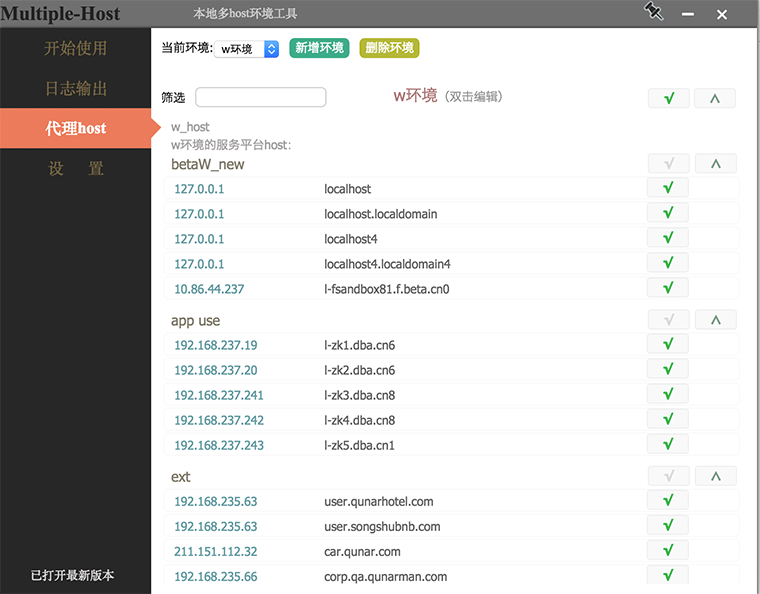 Multiple-Host 本地多host环境工具
开始使用
日志输出
代理host
设 置
已打开最新版本
当前环境: w环境 新增环境 删除环境
筛选 w环境 (双击编辑) √ ∧
w_host
w环境的服务平台host:
betaW_new √ ∧
127.0.0.1 localhost √
127.0.0.1 localhost.localdomain √
127.0.0.1 localhost4 √
127.0.0.1 localhost4.localdomain4 √
10.86.44.237 l-fsandbox81.f.beta.cn0 √
app use √ ∧
192.168.237.19 l-zk1.dba.cn6 √
192.168.237.20 l-zk2.dba.cn6 √
192.168.237.241 l-zk3.dba.cn8 √
192.168.237.242 l-zk4.dba.cn8 √
192.168.237.243 l-zk5.dba.cn1 √
ext √ ∧
192.168.235.63 user.qunarhotel.com √
192.168.235.63 user.songshubnb.com √
211.151.112.32 car.qunar.com √
192.168.235.66 corp.qa.qunarman.com √